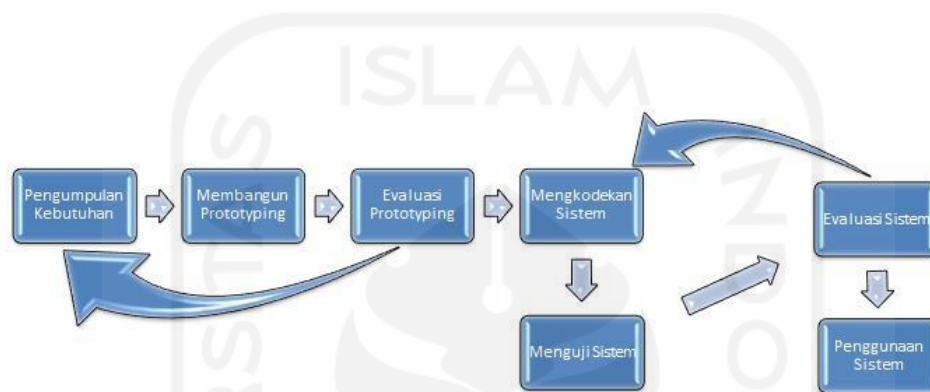 ISLAM
Pengumpulan
Kebutuhan
Membangun
Prototyping
Evaluasi
Prototyping
Mengkodekan
Sistem
Evaluasi Sistem
Menguji Sistem
Penggunaan
Sistem